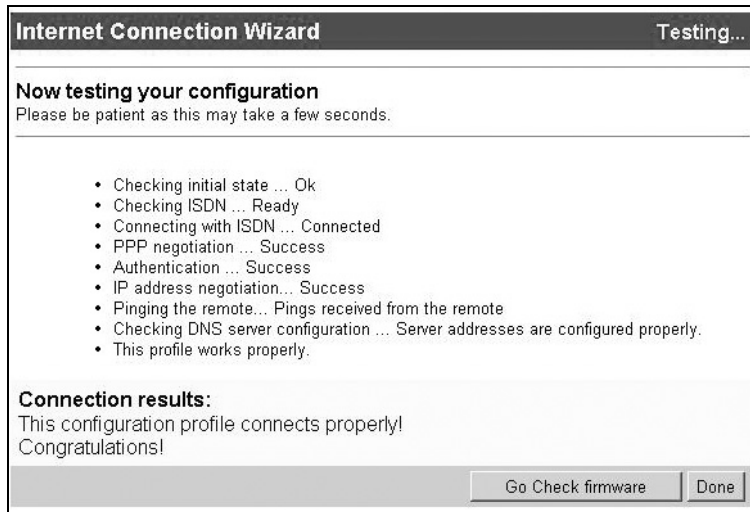 Internet Connection Wizard Testing...
Now testing your configuration
Please be patient as this may take a few seconds.
• Checking initial state ... Ok
• Checking ISDN ... Ready
• Connecting with ISDN ... Connected
• PPP negotiation ... Success
• Authentication ... Success
• IP address negotiation... Success
• Pinging the remote... Pings received from the remote
• Checking DNS server configuration ... Server addresses are configured properly.
• This profile works properly.
Connection results:
This configuration profile connects properly!
Congratulations!
Go Check firmware Done